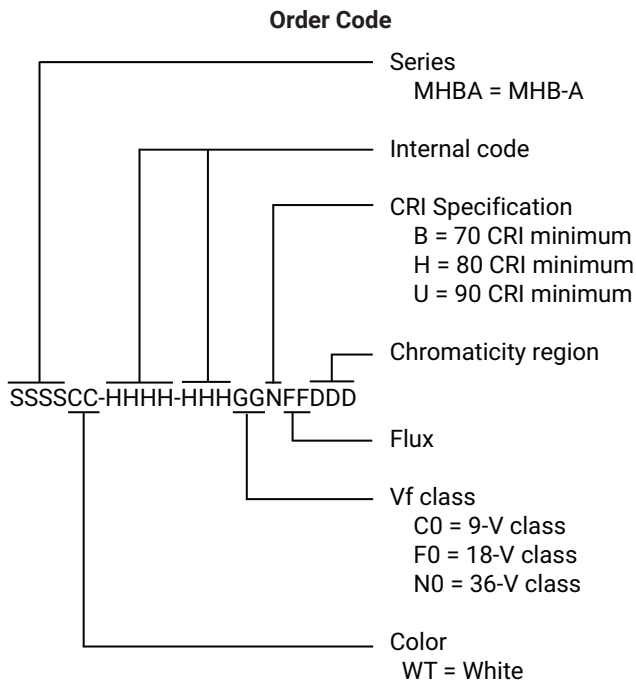 Order Code
Series
MHBA = MHB-A
Internal code
CRI Specification
B = 70 CRI minimum
H = 80 CRI minimum
U = 90 CRI minimum
Chromaticity region
SSSSCC-HHHH-HHHGGNFFDDD
Flux
Vf class
C0 = 9-V class
F0 = 18-V class
N0 = 36-V class
Color
WT = White